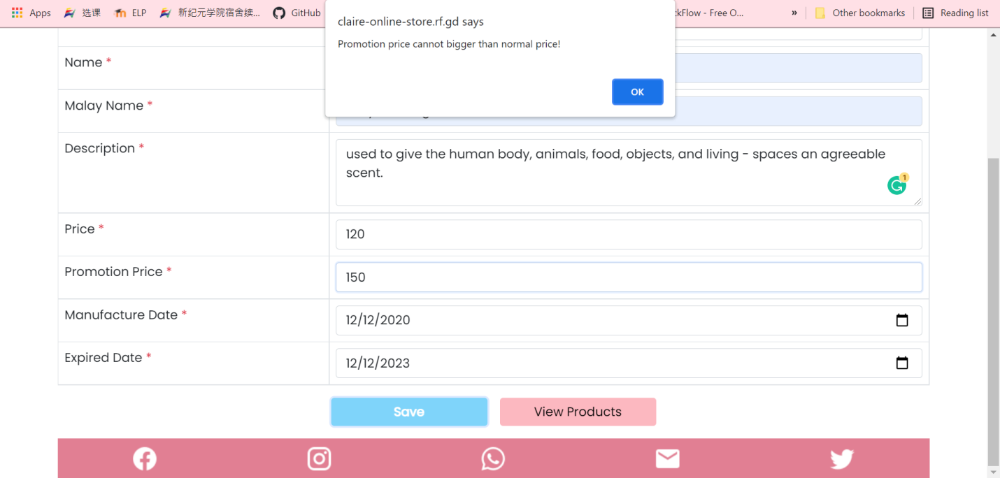 Apps 选课 ELP 新纪元学院宿舍续... GitHub ckFlow - Free O... » Other bookmarks Reading list
claire-online-store.rf.gd says
Promotion price cannot bigger than normal price!
OK
Name *
Malay Name *
Description *
used to give the human body, animals, food, objects, and living - spaces an agreeable
scent.
1
Price *
120
Promotion Price *
150
Manufacture Date *
12/12/2020
Expired Date *
12/12/2023
Save View Products